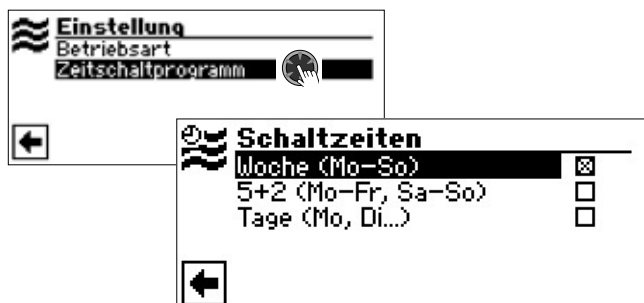 Einstellung
Betriebsart
Zeitschaltprogramm
Schaltzeiten
Woche (Mo-So)
5+2 (Mo-Fr, Sa-So)
Tage (Mo, Di...)